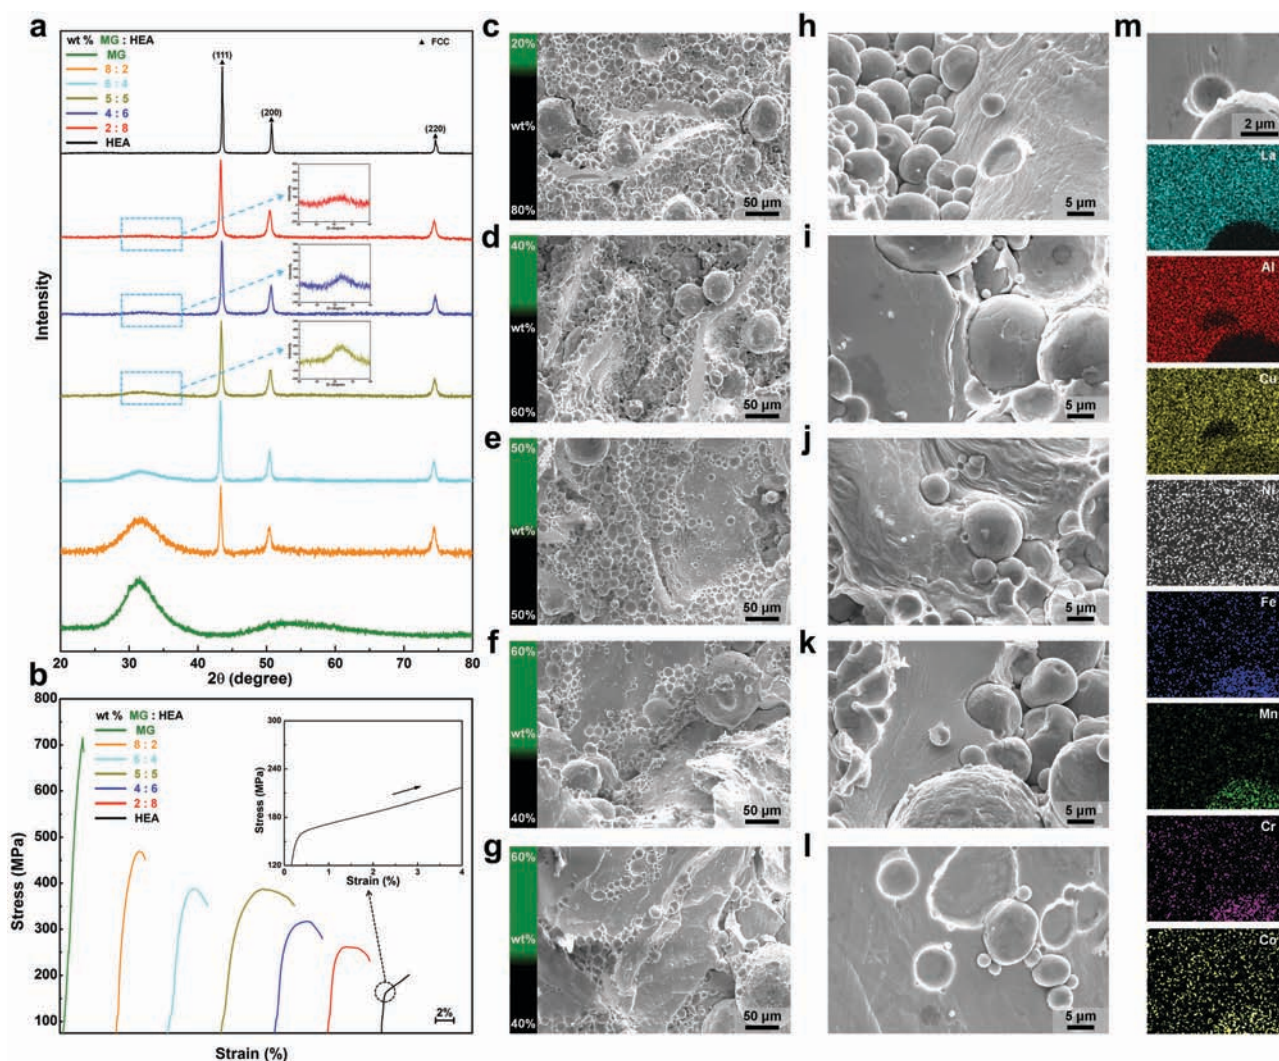 a
wt % MG : HEA
MG
8 : 2
6 : 4
5 : 5
4 : 6
2 : 8
HEA
▲ FCC
(111)
(200)
(220)
Intensity
20 30 40 50 60 70 80
2θ (degree)
b
wt % MG : HEA
MG
8 : 2
6 : 4
5 : 5
4 : 6
2 : 8
HEA
800
700
600
500
400
300
200
100
Stress (MPa)
Strain (%)
2%
300
240
180
120
Stress (MPa)
0 1 2 3 4
Strain (%)
c
20%
wt%
80%
50 µm
d
40%
wt%
60%
50 µm
e
50%
wt%
50%
50 µm
f
60%
wt%
40%
50 µm
g
60%
wt%
40%
50 µm
h
5 µm
i
5 µm
j
5 µm
k
5 µm
l
5 µm
m
2 µm
La
Al
Cu
Ni
Fe
Mn
Cr
Co